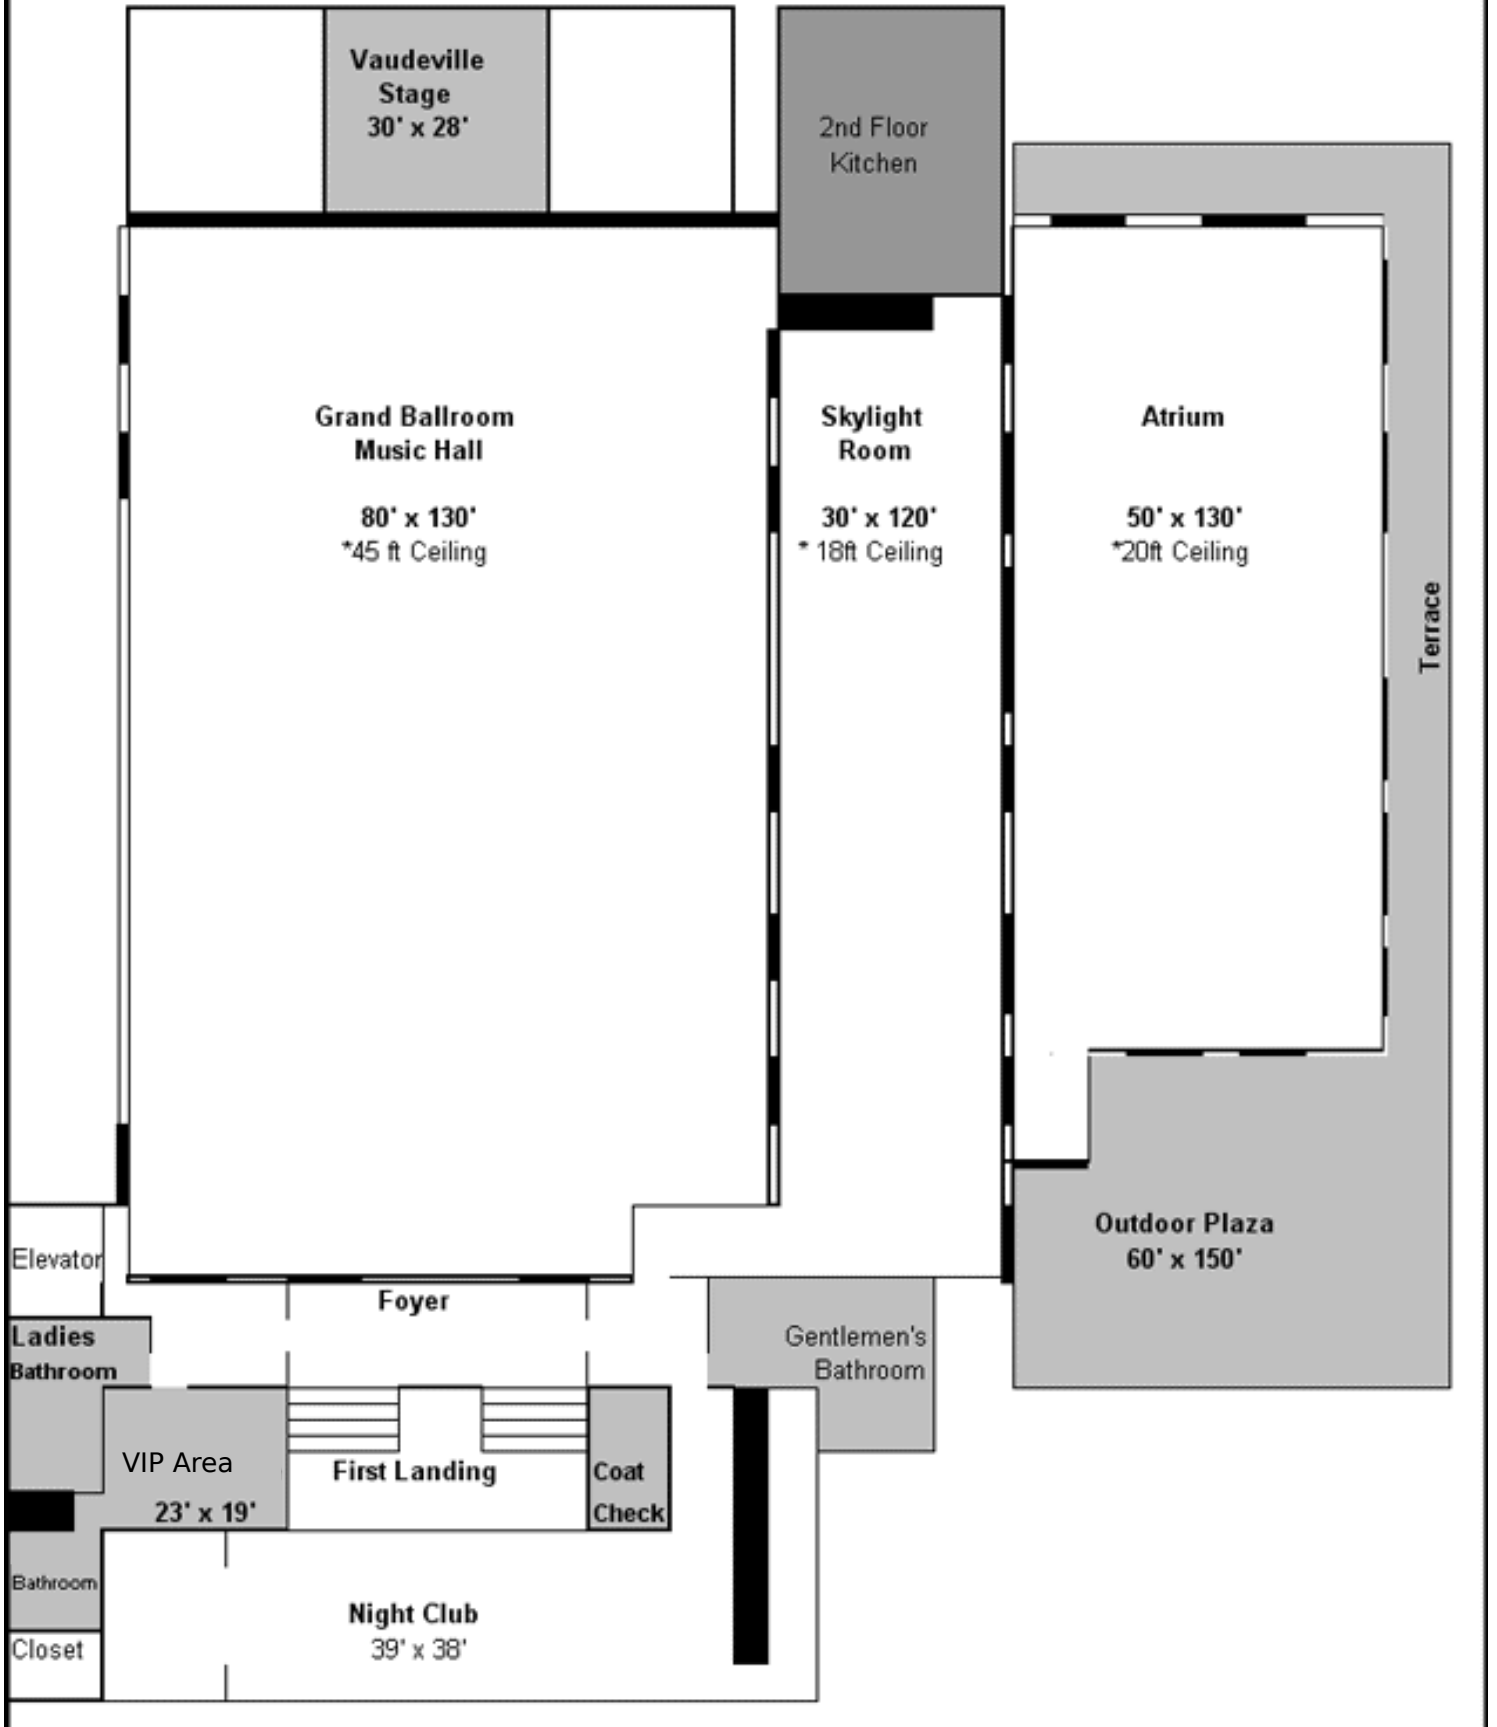 Vaudeville
Stage
30' x 28'
2nd Floor
Kitchen
Grand Ballroom
Music Hall
80' x 130'
*45 ft Ceiling
Skylight
Room
30' x 120'
* 18ft Ceiling
Atrium
50' x 130'
*20ft Ceiling
Terrace
Outdoor Plaza
60' x 150'
Elevator
Foyer
Ladies
Bathroom
Gentlemen's
Bathroom
VIP Area
23' x 19'
First Landing
Coat
Check
Bathroom
Night Club
39' x 38'
Closet